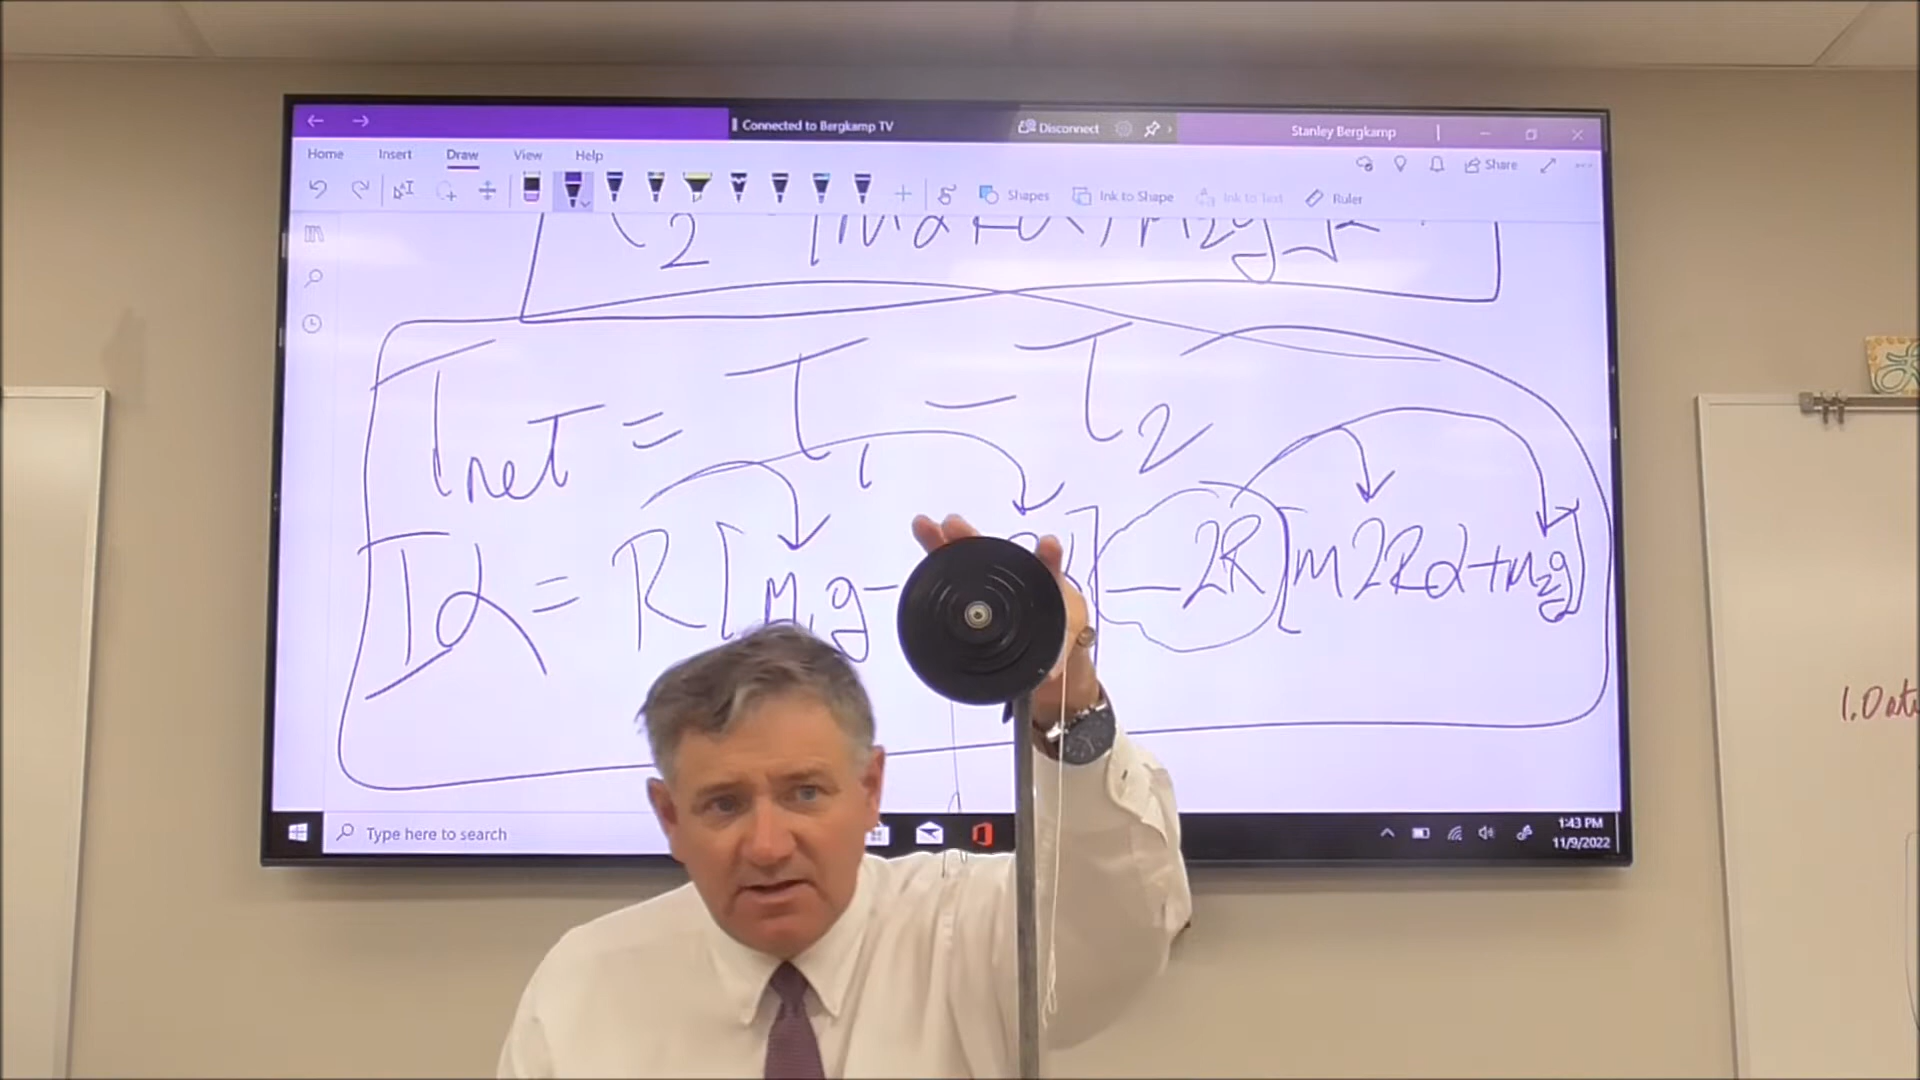 Connected to Bergkamp TV
Disconnect
Stanley Bergkamp
Home Insert Draw View Help
Share
Shapes Ink to Shape Ink to Text Ruler
τnet = τ1 - τ2
Iα = R[m1g- ] - 2R[m2Rα+m2g]
Type here to search
1:43 PM
11/9/2022
1.